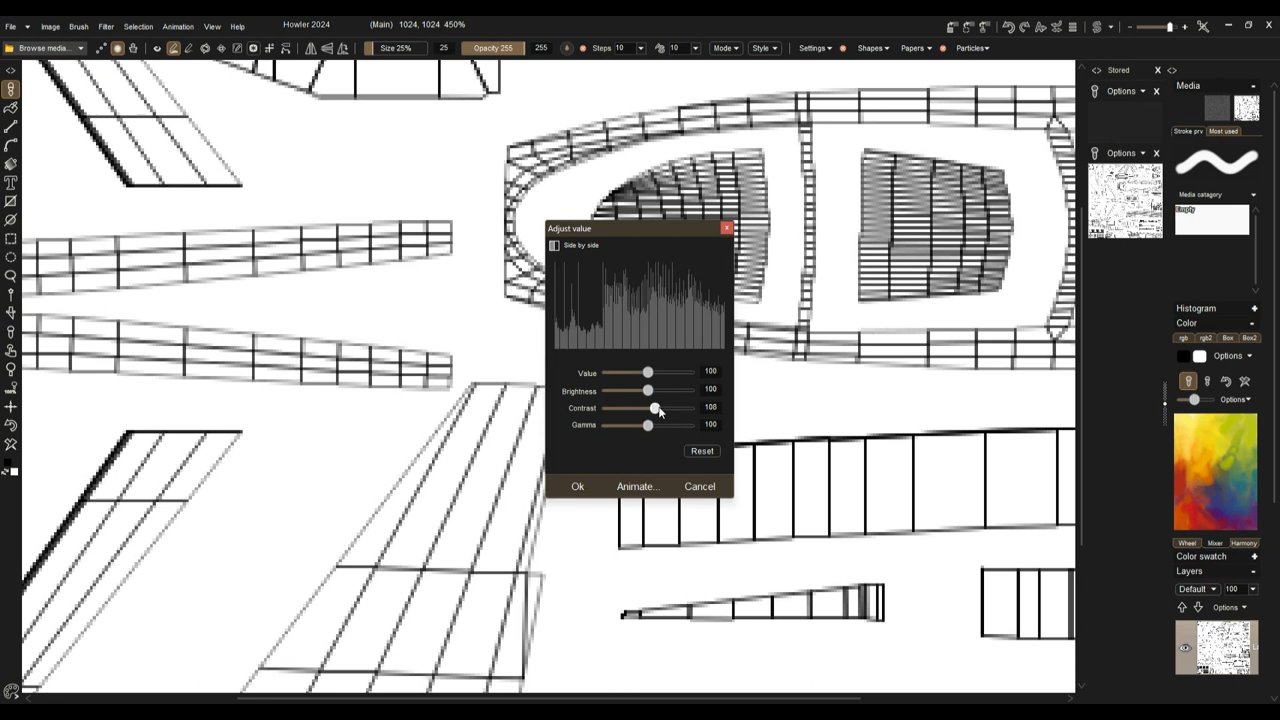 File Image Brush Filter Selection Animation View Help Howler 2024 (Main) 1024, 1024 450%
Browse media... Size 25% 25 Opacity 255 255 Steps 10 10 Mode Style Settings Shapes Papers Particles
Stored
Options
Options
Media
Stroke prv Most used
Media catagory
Empty
Adjust value
Side by side
Value 100
Brightness 100
Contrast 108
Gamma 100
Reset
Ok Animate... Cancel
Histogram
Color
rgb rgb2 Box Box2
Options
Options
Wheel Mixer Harmony
Color swatch
Layers
Default 100
Options